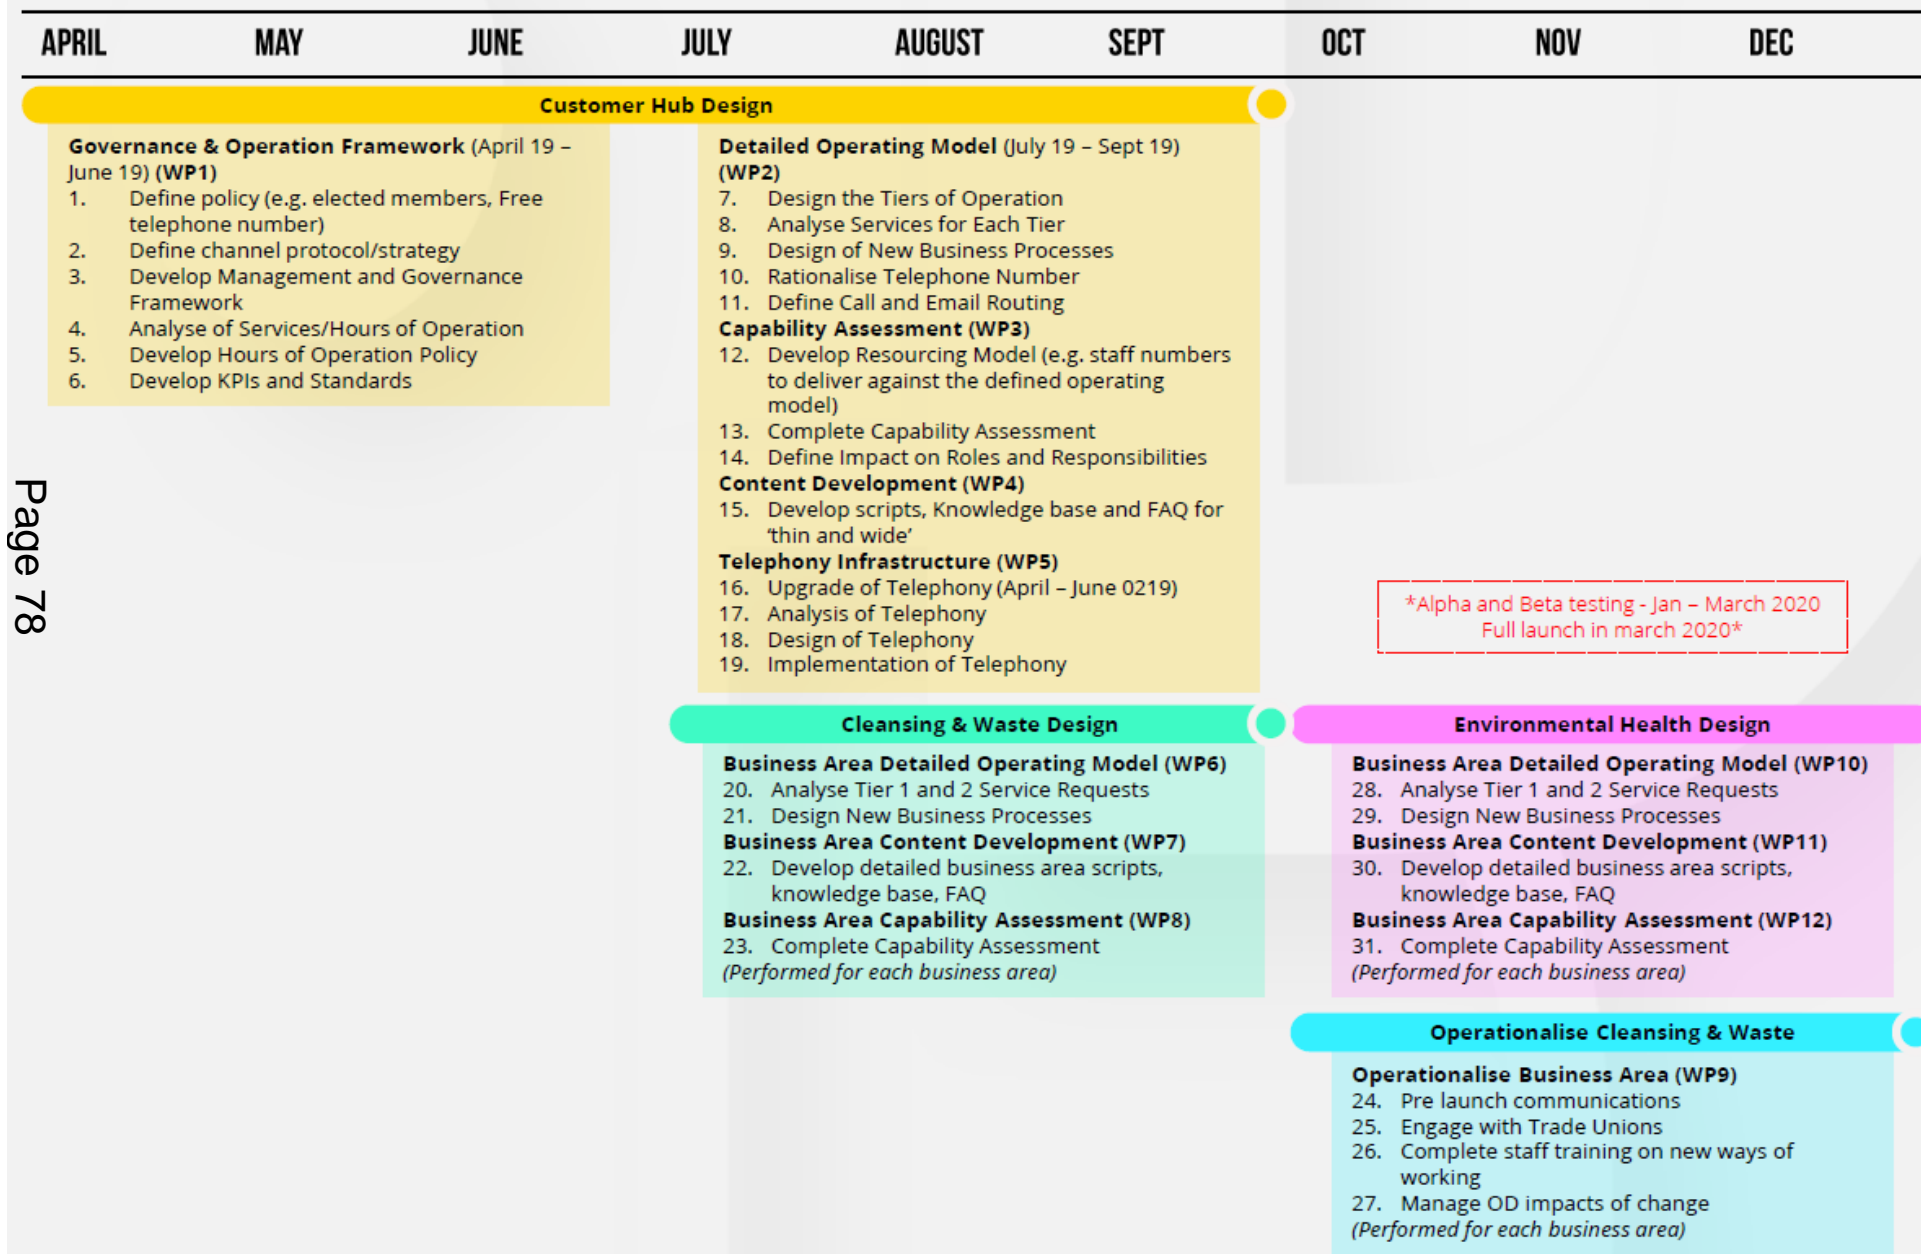 APRIL MAY JUNE JULY AUGUST SEPT OCT NOV DEC
Customer Hub Design
Governance & Operation Framework (April 19 –
June 19) (WP1)
1. Define policy (e.g. elected members, Free
telephone number)
2. Define channel protocol/strategy
3. Develop Management and Governance
Framework
4. Analyse of Services/Hours of Operation
5. Develop Hours of Operation Policy
6. Develop KPIs and Standards
Detailed Operating Model (July 19 – Sept 19)
(WP2)
7. Design the Tiers of Operation
8. Analyse Services for Each Tier
9. Design of New Business Processes
10. Rationalise Telephone Number
11. Define Call and Email Routing
Capability Assessment (WP3)
12. Develop Resourcing Model (e.g. staff numbers
to deliver against the defined operating
model)
13. Complete Capability Assessment
14. Define Impact on Roles and Responsibilities
Content Development (WP4)
15. Develop scripts, Knowledge base and FAQ for
‘thin and wide’
Telephony Infrastructure (WP5)
16. Upgrade of Telephony (April – June 0219)
17. Analysis of Telephony
18. Design of Telephony
19. Implementation of Telephony
Page 78
*Alpha and Beta testing - Jan – March 2020
Full launch in march 2020*
Cleansing & Waste Design
Business Area Detailed Operating Model (WP6)
20. Analyse Tier 1 and 2 Service Requests
21. Design New Business Processes
Business Area Content Development (WP7)
22. Develop detailed business area scripts,
knowledge base, FAQ
Business Area Capability Assessment (WP8)
23. Complete Capability Assessment
(Performed for each business area)
Environmental Health Design
Business Area Detailed Operating Model (WP10)
28. Analyse Tier 1 and 2 Service Requests
29. Design New Business Processes
Business Area Content Development (WP11)
30. Develop detailed business area scripts,
knowledge base, FAQ
Business Area Capability Assessment (WP12)
31. Complete Capability Assessment
(Performed for each business area)
Operationalise Cleansing & Waste
Operationalise Business Area (WP9)
24. Pre launch communications
25. Engage with Trade Unions
26. Complete staff training on new ways of
working
27. Manage OD impacts of change
(Performed for each business area)